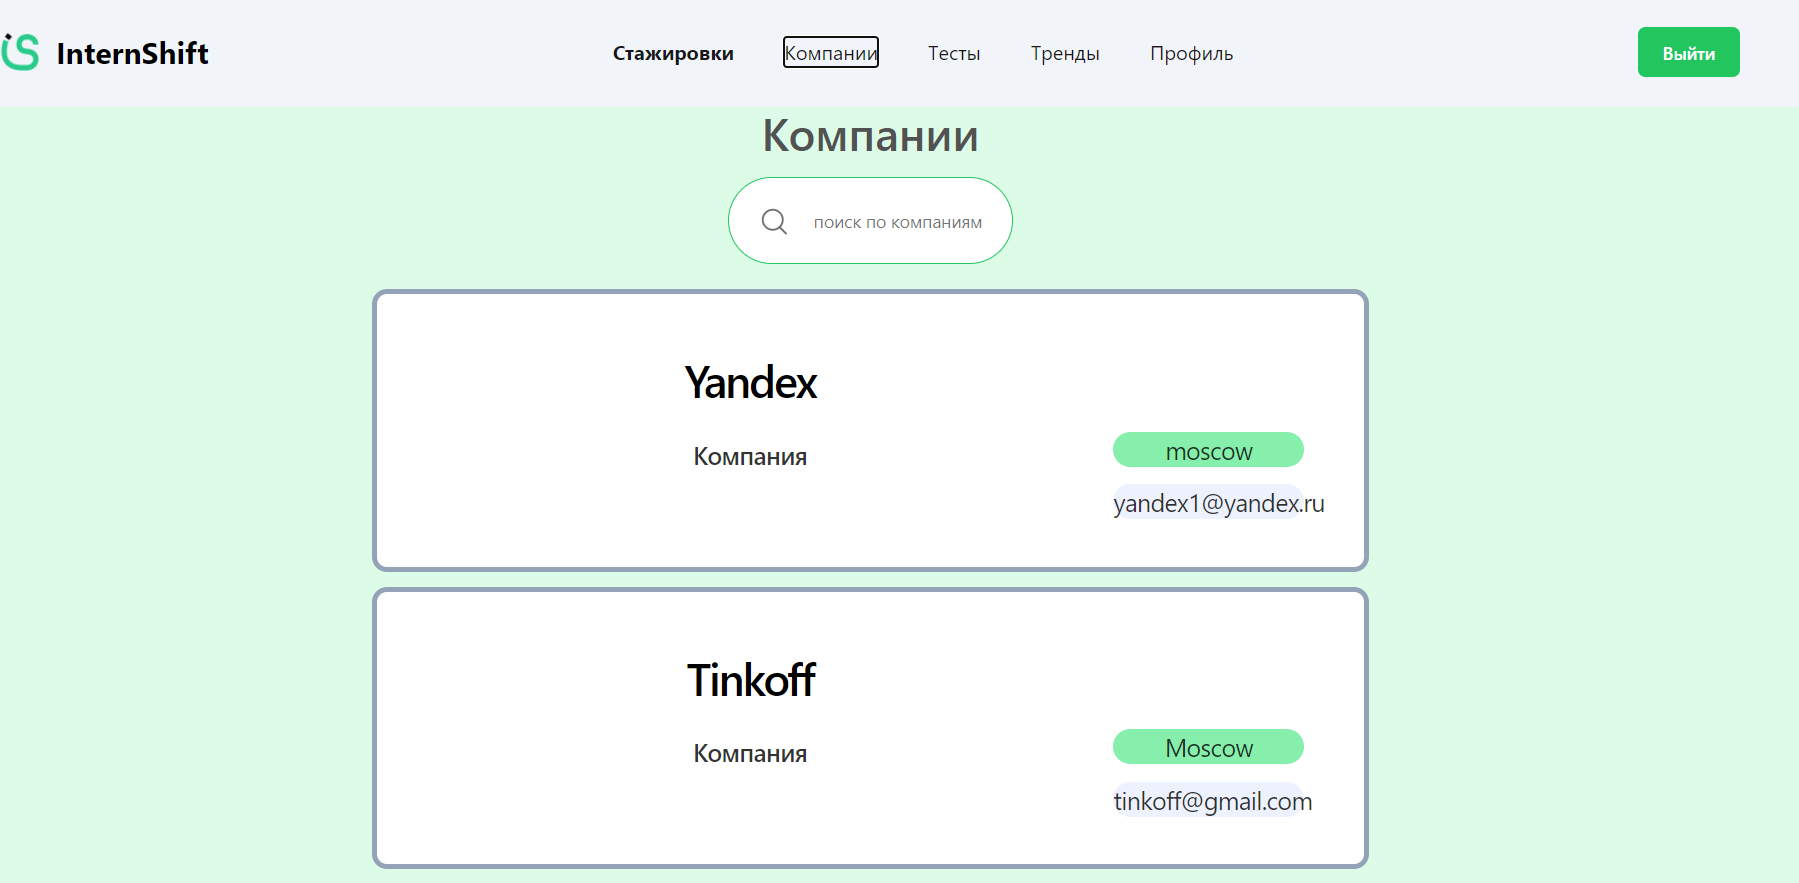 InternShift
Стажировки Компании Тесты Тренды Профиль
Выйти
Компании
поиск по компаниям
Yandex
Компания
moscow
yandex1@yandex.ru
Tinkoff
Компания
Moscow
tinkoff@gmail.com